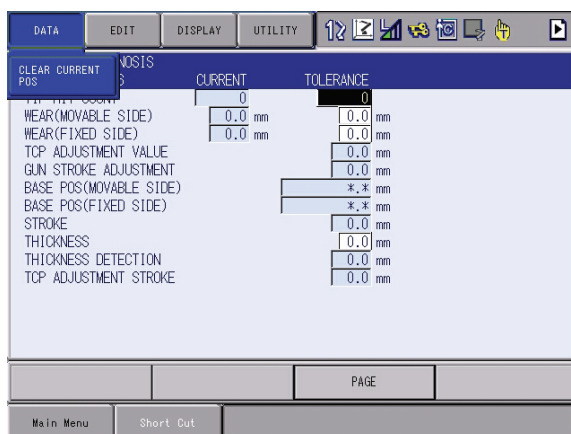 DATA EDIT DISPLAY UTILITY
CLEAR CURRENT
POS
NOSIS
CURRENT TOLERANCE
TIP HIT COUNT 0 0
WEAR(MOVABLE SIDE) 0.0 mm 0.0 mm
WEAR(FIXED SIDE) 0.0 mm 0.0 mm
TCP ADJUSTMENT VALUE 0.0 mm
GUN STROKE ADJUSTMENT 0.0 mm
BASE POS(MOVABLE SIDE) *.* mm
BASE POS(FIXED SIDE) *.* mm
STROKE 0.0 mm
THICKNESS 0.0 mm
THICKNESS DETECTION 0.0 mm
TCP ADJUSTMENT STROKE 0.0 mm
PAGE
Main Menu Short Cut